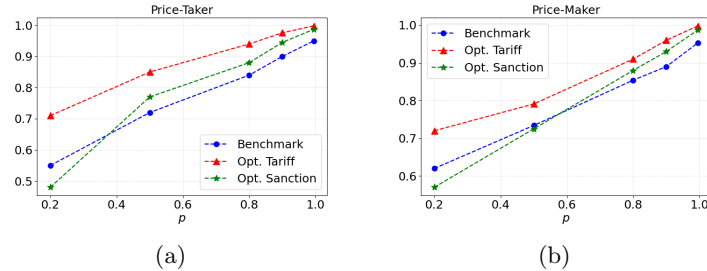 Price-Taker
1.0
0.9
0.8
0.7
0.6
0.5
0.2
0.4
0.6
0.8
1.0
p
Benchmark
Opt. Tariff
Opt. Sanction
(a)
Price-Maker
1.0
0.9
0.8
0.7
0.6
0.2
0.4
0.6
0.8
1.0
p
Benchmark
Opt. Tariff
Opt. Sanction
(b)